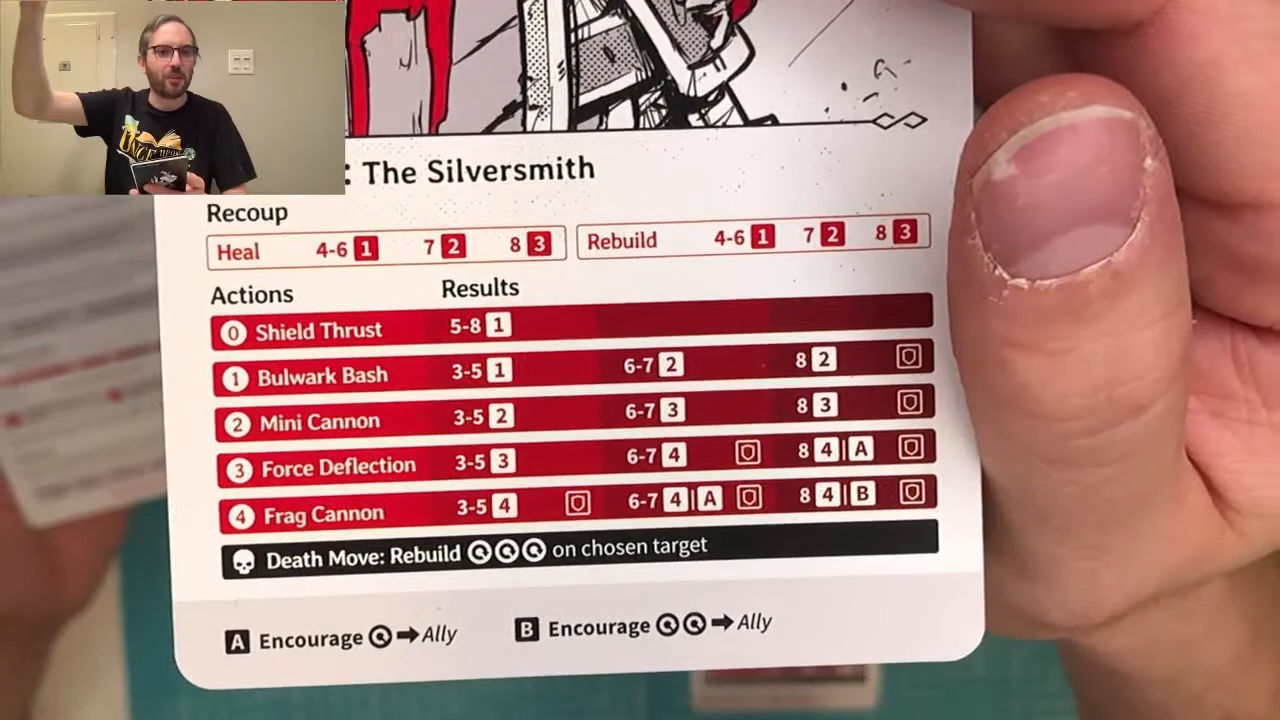 ONCE UPON
: The Silversmith
Recoup
Heal 4-6 1 7 2 8 3 Rebuild 4-6 1 7 2 8 3
Actions Results
0 Shield Thrust 5-8 1
1 Bulwark Bash 3-5 1 6-7 2 8 2
2 Mini Cannon 3-5 2 6-7 3 8 3
3 Force Deflection 3-5 3 6-7 4 8 4|A
4 Frag Cannon 3-5 4 6-7 4|A 8 4|B
Death Move: Rebuild on chosen target
A Encourage ➡Ally B Encourage ➡Ally